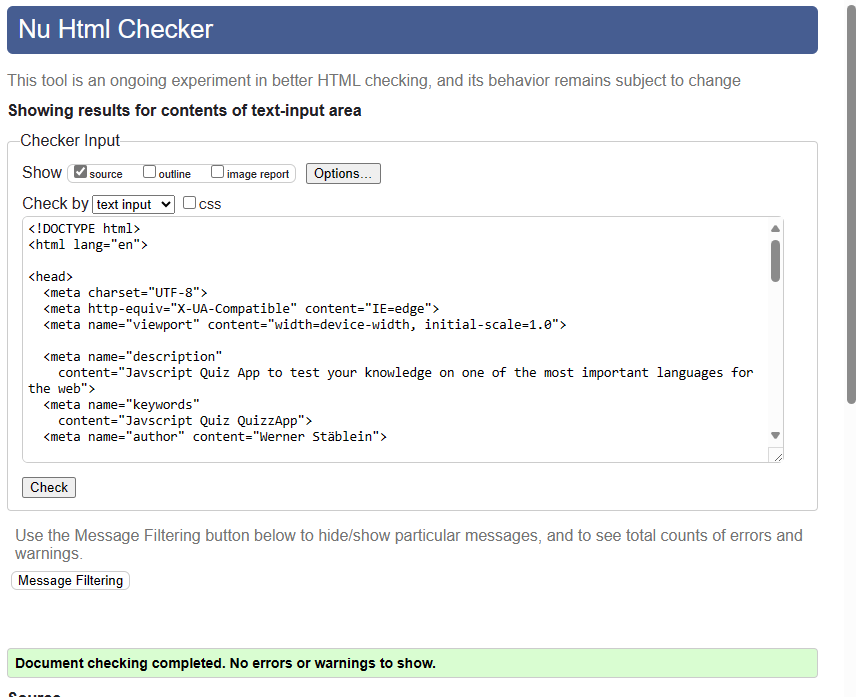 Nu Html Checker
This tool is an ongoing experiment in better HTML checking, and its behavior remains subject to change
Showing results for contents of text-input area
Checker Input
Show source outline image report Options...
Check by text input css
<!DOCTYPE html>
<html lang="en">
<head>
<meta charset="UTF-8">
<meta http-equiv="X-UA-Compatible" content="IE=edge">
<meta name="viewport" content="width=device-width, initial-scale=1.0">
<meta name="description"
content="Javscript Quiz App to test your knowledge on one of the most important languages for
the web">
<meta name="keywords"
content="Javscript Quiz QuizzApp">
<meta name="author" content="Werner Stäblein">
Check
Use the Message Filtering button below to hide/show particular messages, and to see total counts of errors and
warnings.
Message Filtering
Document checking completed. No errors or warnings to show.
Source